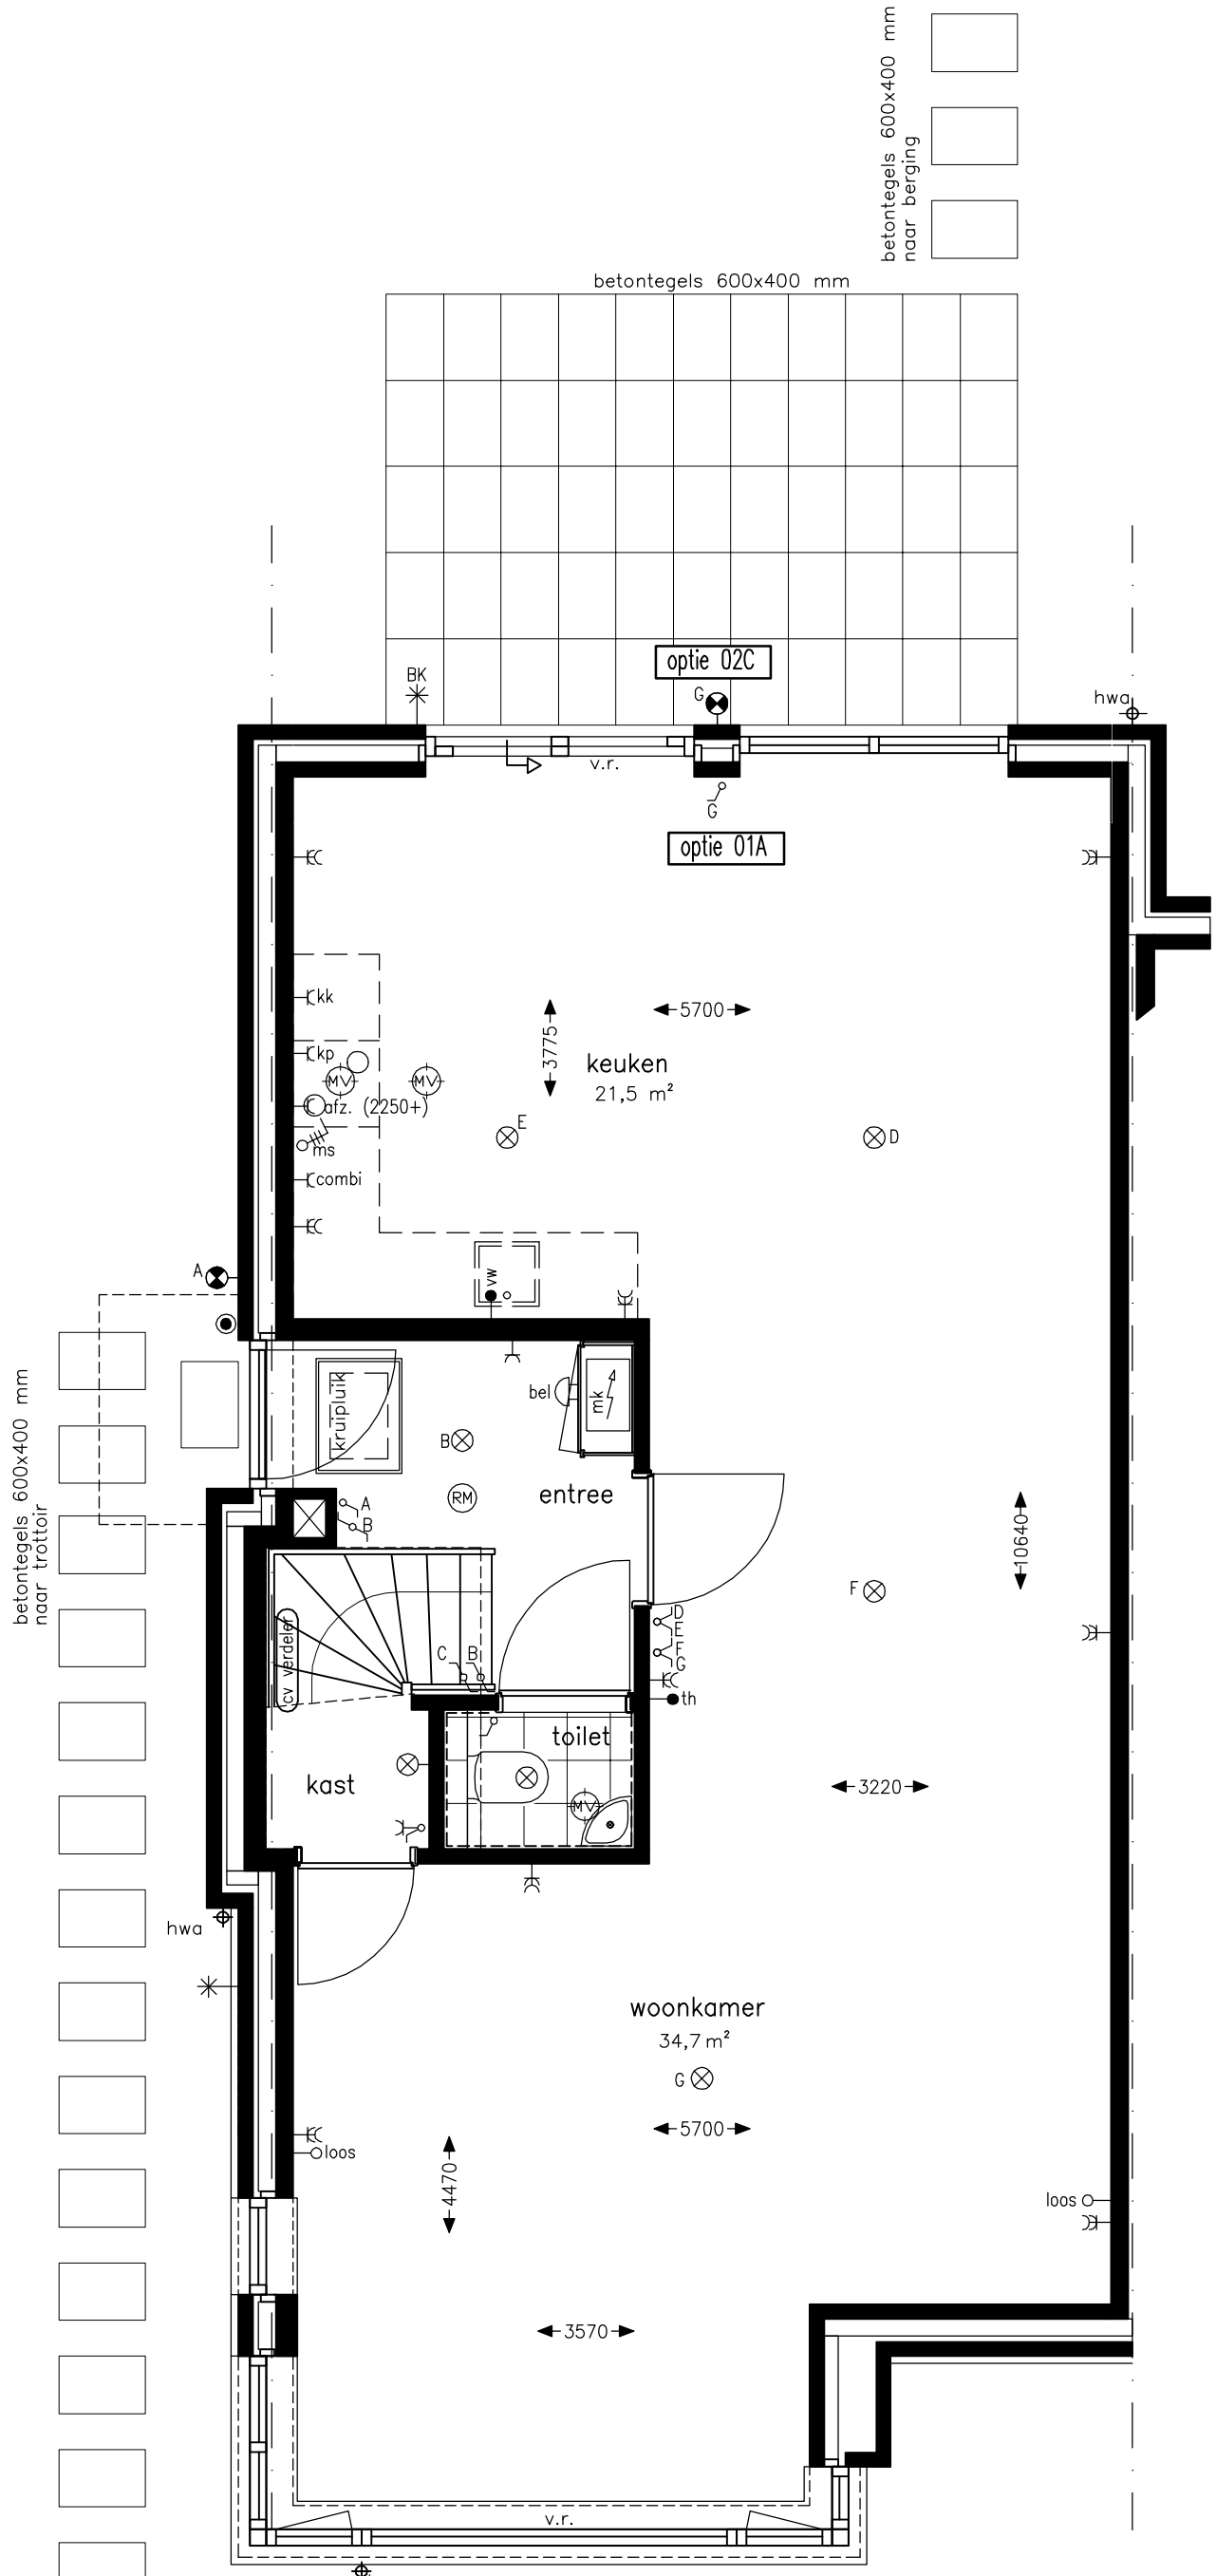 betontegels 600x400 mm
naar berging
betontegels 600x400 mm
optie 02C
BK
G
hwa
v.r.
G
optie 01A
kk
5700
3775
kp
keuken
MV
MV
21,5 m²
afz. (2250+)
E
D
ms
combi
vw
A
betontegels 600x400 mm
naar trottoir
kruipluik
bel
mk
B
RM
entree
A
B
10640
F
D
E
F
G
cv verdeler
C
B
th
toilet
kast
MV
3220
hwa
woonkamer
34,7 m²
G
5700
loos
4470
loos
3570
v.r.